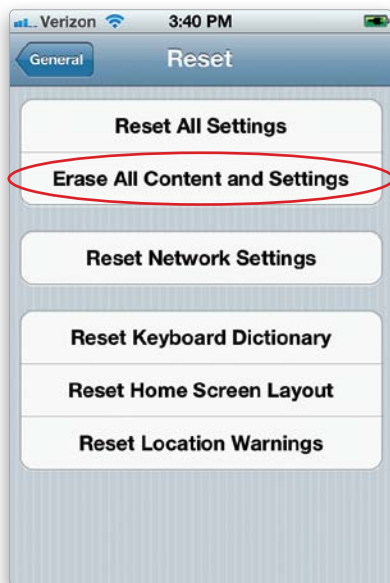 Verizon 3:40 PM
General Reset
Reset All Settings
Erase All Content and Settings
Reset Network Settings
Reset Keyboard Dictionary
Reset Home Screen Layout
Reset Location Warnings